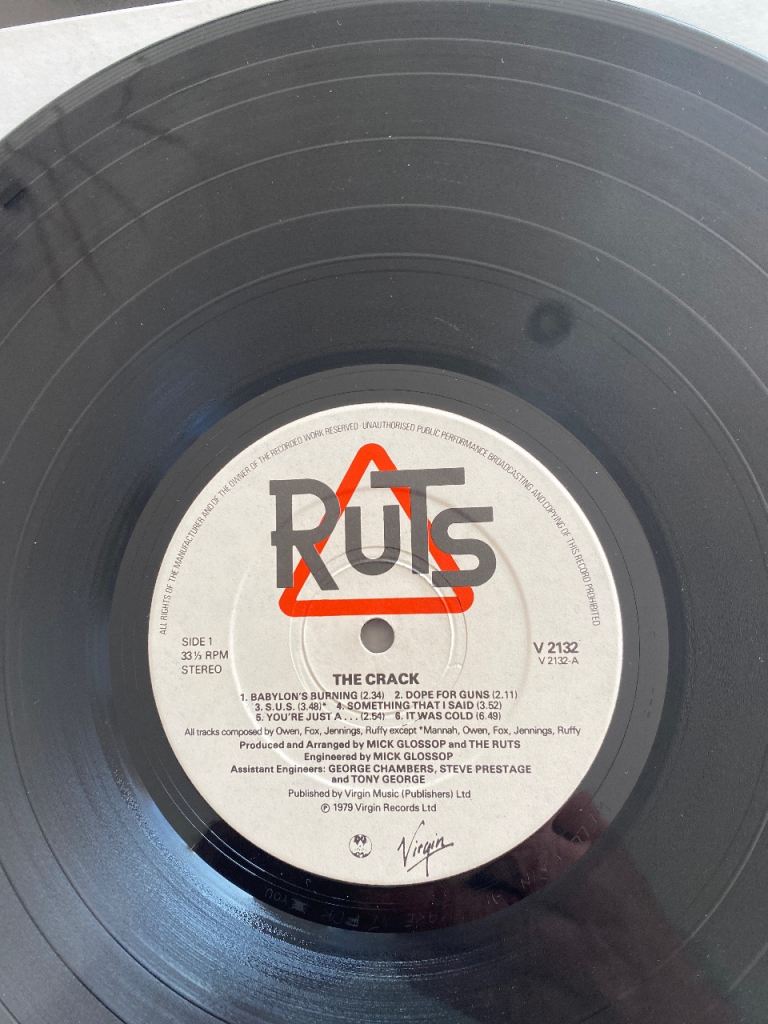 ALL RIGHTS OF THE MANUFACTURER AND OF THE OWNER OF THE RECORDED WORK RESERVED · UNAUTHORISED PUBLIC PERFORMANCE BROADCASTING AND COPYING OF THIS RECORD PROHIBITED
RUTS
SIDE 1
33⅓ RPM
STEREO
V 2132
V 2132-A
THE CRACK
1. BABYLON'S BURNING (2.34) 2. DOPE FOR GUNS (2.11)
3. S.U.S. (3.48)* 4. SOMETHING THAT I SAID (3.52)
5. YOU'RE JUST A . . . (2.54) 6. IT WAS COLD (6.49)
All tracks composed by Owen, Fox, Jennings, Ruffy except *Mannah, Owen, Fox, Jennings, Ruffy
Produced and Arranged by MICK GLOSSOP and THE RUTS
Engineered by MICK GLOSSOP
Assistant Engineers: GEORGE CHAMBERS, STEVE PRESTAGE
and TONY GEORGE
Published by Virgin Music (Publishers) Ltd
℗ 1979 Virgin Records Ltd
Virgin